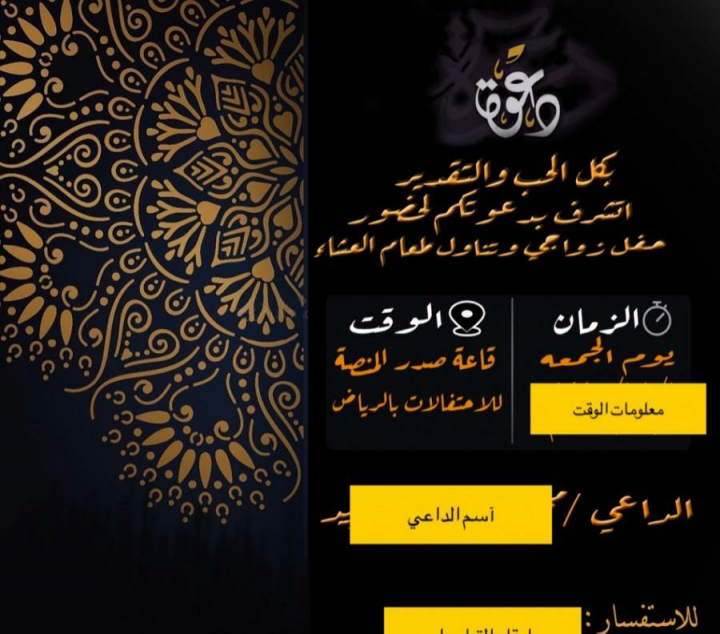 دعوة
بكل الحب والتقدير
اتشرف بدعوتكم لحضور
حفل زواجي وتناول طعام العشاء
الزمان
يوم الجمعه
معلومات الوقت
الوقت
قاعة صدر المنصة
للاحتفالات بالرياض
الداعي /
آسم الداعي
للاستفسار :